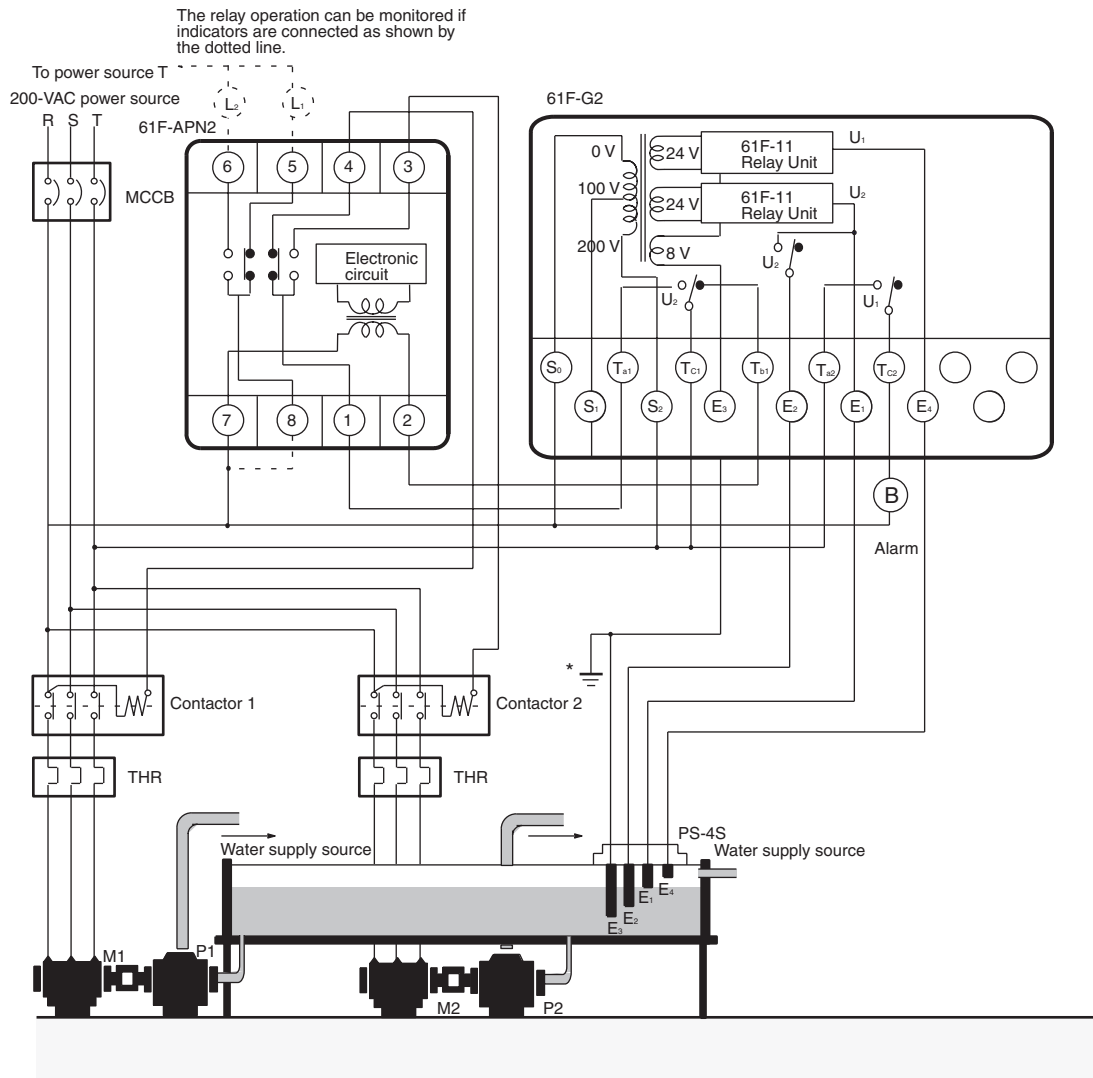 The relay operation can be monitored if
indicators are connected as shown by
the dotted line.
To power source T
200-VAC power source
R S T
L₂
L₁
61F-APN2
61F-G2
6
5
4
3
MCCB
Electronic
circuit
7
8
1
2
0 V
100 V
200 V
24 V
24 V
8 V
61F-11
Relay Unit
U₁
61F-11
Relay Unit
U₂
U₂
U₂
U₁
S₀
Ta1
TC1
Tb1
Ta2
TC2
S₁
S₂
E₃
E₂
E₁
E₄
B
Alarm
*
Contactor 1
Contactor 2
THR
THR
PS-4S
Water supply source
Water supply source
E₄
E₁
E₂
E₃
M1
P1
M2
P2